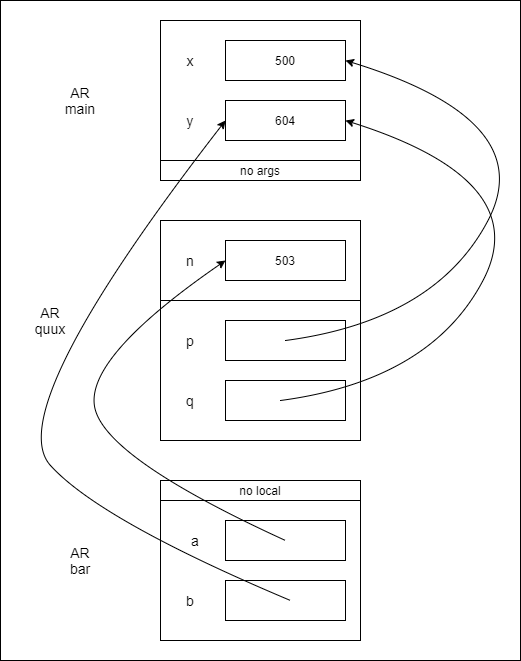 x
500
AR
main
y
604
no args
n
503
AR
quux
p
q
no local
a
AR
bar
b